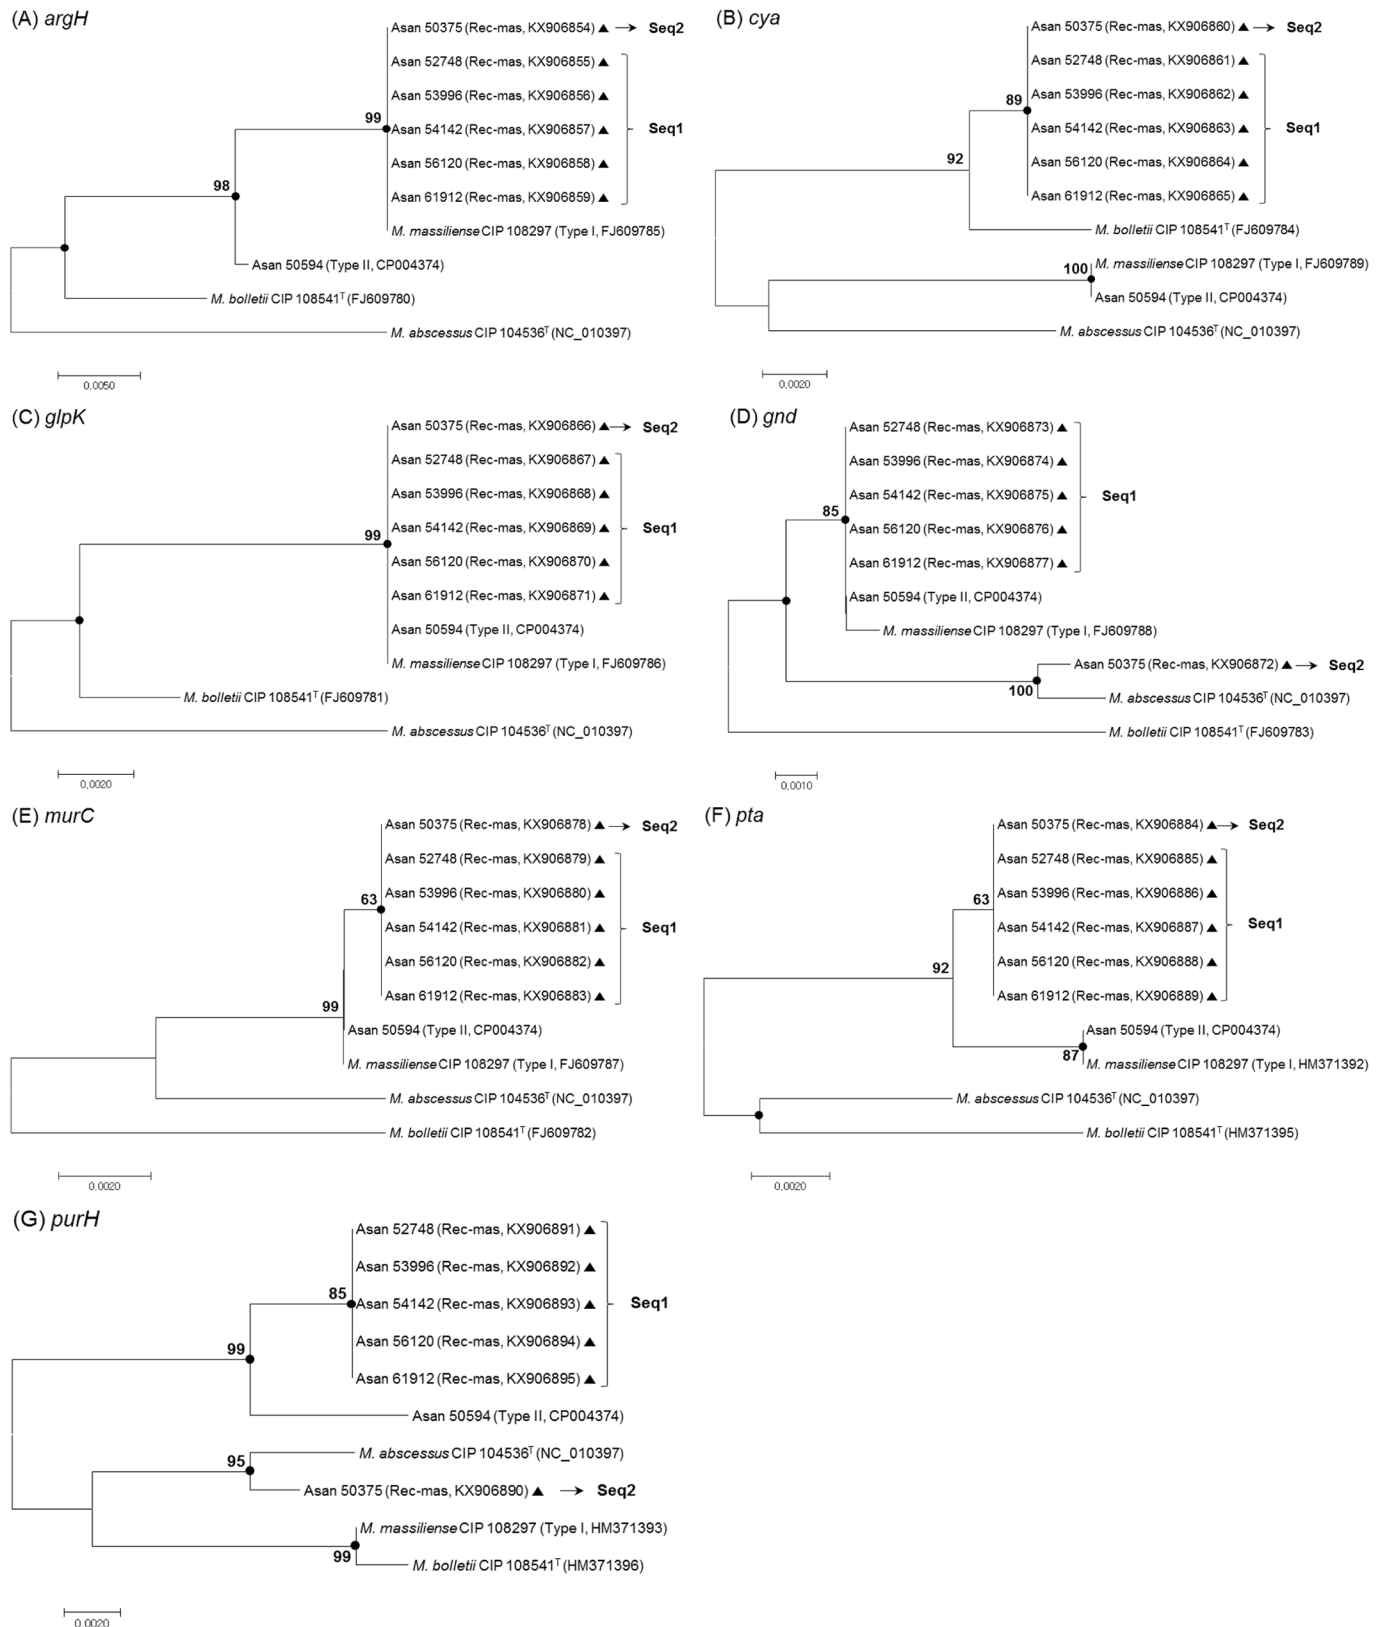 (A) argH
Asan 50375 (Rec-mas, KX906854) ▲ → Seq2
Asan 52748 (Rec-mas, KX906855) ▲
Asan 53996 (Rec-mas, KX906856) ▲
99
Asan 54142 (Rec-mas, KX906857) ▲
Seq1
Asan 56120 (Rec-mas, KX906858) ▲
98
Asan 61912 (Rec-mas, KX906859) ▲
M. massiliense CIP 108297 (Type I, FJ609785)
Asan 50594 (Type II, CP004374)
M. bolletii CIP 108541T (FJ609780)
M. abscessus CIP 104536T (NC_010397)
0.0050
(B) cya
Asan 50375 (Rec-mas, KX906860) ▲ → Seq2
Asan 52748 (Rec-mas, KX906861) ▲
89
Asan 53996 (Rec-mas, KX906862) ▲
Asan 54142 (Rec-mas, KX906863) ▲
Seq1
92
Asan 56120 (Rec-mas, KX906864) ▲
Asan 61912 (Rec-mas, KX906865) ▲
M. bolletii CIP 108541T (FJ609784)
M. massiliense CIP 108297 (Type I, FJ609789)
100
Asan 50594 (Type II, CP004374)
M. abscessus CIP 104536T (NC_010397)
0.0020
(C) glpK
Asan 50375 (Rec-mas, KX906866) ▲ → Seq2
Asan 52748 (Rec-mas, KX906867) ▲
Asan 53996 (Rec-mas, KX906868) ▲
Asan 54142 (Rec-mas, KX906869) ▲
Seq1
99
Asan 56120 (Rec-mas, KX906870) ▲
Asan 61912 (Rec-mas, KX906871) ▲
Asan 50594 (Type II, CP004374)
M. massiliense CIP 108297 (Type I, FJ609786)
M. bolletii CIP 108541T (FJ609781)
M. abscessus CIP 104536T (NC_010397)
0.0020
(D) gnd
Asan 52748 (Rec-mas, KX906873) ▲
Asan 53996 (Rec-mas, KX906874) ▲
Asan 54142 (Rec-mas, KX906875) ▲
Seq1
85
Asan 56120 (Rec-mas, KX906876) ▲
Asan 61912 (Rec-mas, KX906877) ▲
Asan 50594 (Type II, CP004374)
M. massiliense CIP 108297 (Type I, FJ609788)
Asan 50375 (Rec-mas, KX906872) ▲ → Seq2
100
M. abscessus CIP 104536T (NC_010397)
M. bolletii CIP 108541T (FJ609783)
0.0010
(E) murC
Asan 50375 (Rec-mas, KX906878) ▲ → Seq2
Asan 52748 (Rec-mas, KX906879) ▲
63
Asan 53996 (Rec-mas, KX906880) ▲
Asan 54142 (Rec-mas, KX906881) ▲
Seq1
Asan 56120 (Rec-mas, KX906882) ▲
Asan 61912 (Rec-mas, KX906883) ▲
99
Asan 50594 (Type II, CP004374)
M. massiliense CIP 108297 (Type I, FJ609787)
M. abscessus CIP 104536T (NC_010397)
M. bolletii CIP 108541T (FJ609782)
0.0020
(F) pta
Asan 50375 (Rec-mas, KX906884) ▲ → Seq2
Asan 52748 (Rec-mas, KX906885) ▲
63
Asan 53996 (Rec-mas, KX906886) ▲
Asan 54142 (Rec-mas, KX906887) ▲
Seq1
92
Asan 56120 (Rec-mas, KX906888) ▲
Asan 61912 (Rec-mas, KX906889) ▲
Asan 50594 (Type II, CP004374)
87
M. massiliense CIP 108297 (Type I, HM371392)
M. abscessus CIP 104536T (NC_010397)
M. bolletii CIP 108541T (HM371395)
0.0020
(G) purH
Asan 52748 (Rec-mas, KX906891) ▲
Asan 53996 (Rec-mas, KX906892) ▲
85
Asan 54142 (Rec-mas, KX906893) ▲
Seq1
Asan 56120 (Rec-mas, KX906894) ▲
99
Asan 61912 (Rec-mas, KX906895) ▲
Asan 50594 (Type II, CP004374)
M. abscessus CIP 104536T (NC_010397)
95
Asan 50375 (Rec-mas, KX906890) ▲ → Seq2
M. massiliense CIP 108297 (Type I, HM371393)
99
M. bolletii CIP 108541T (HM371396)
0.0020